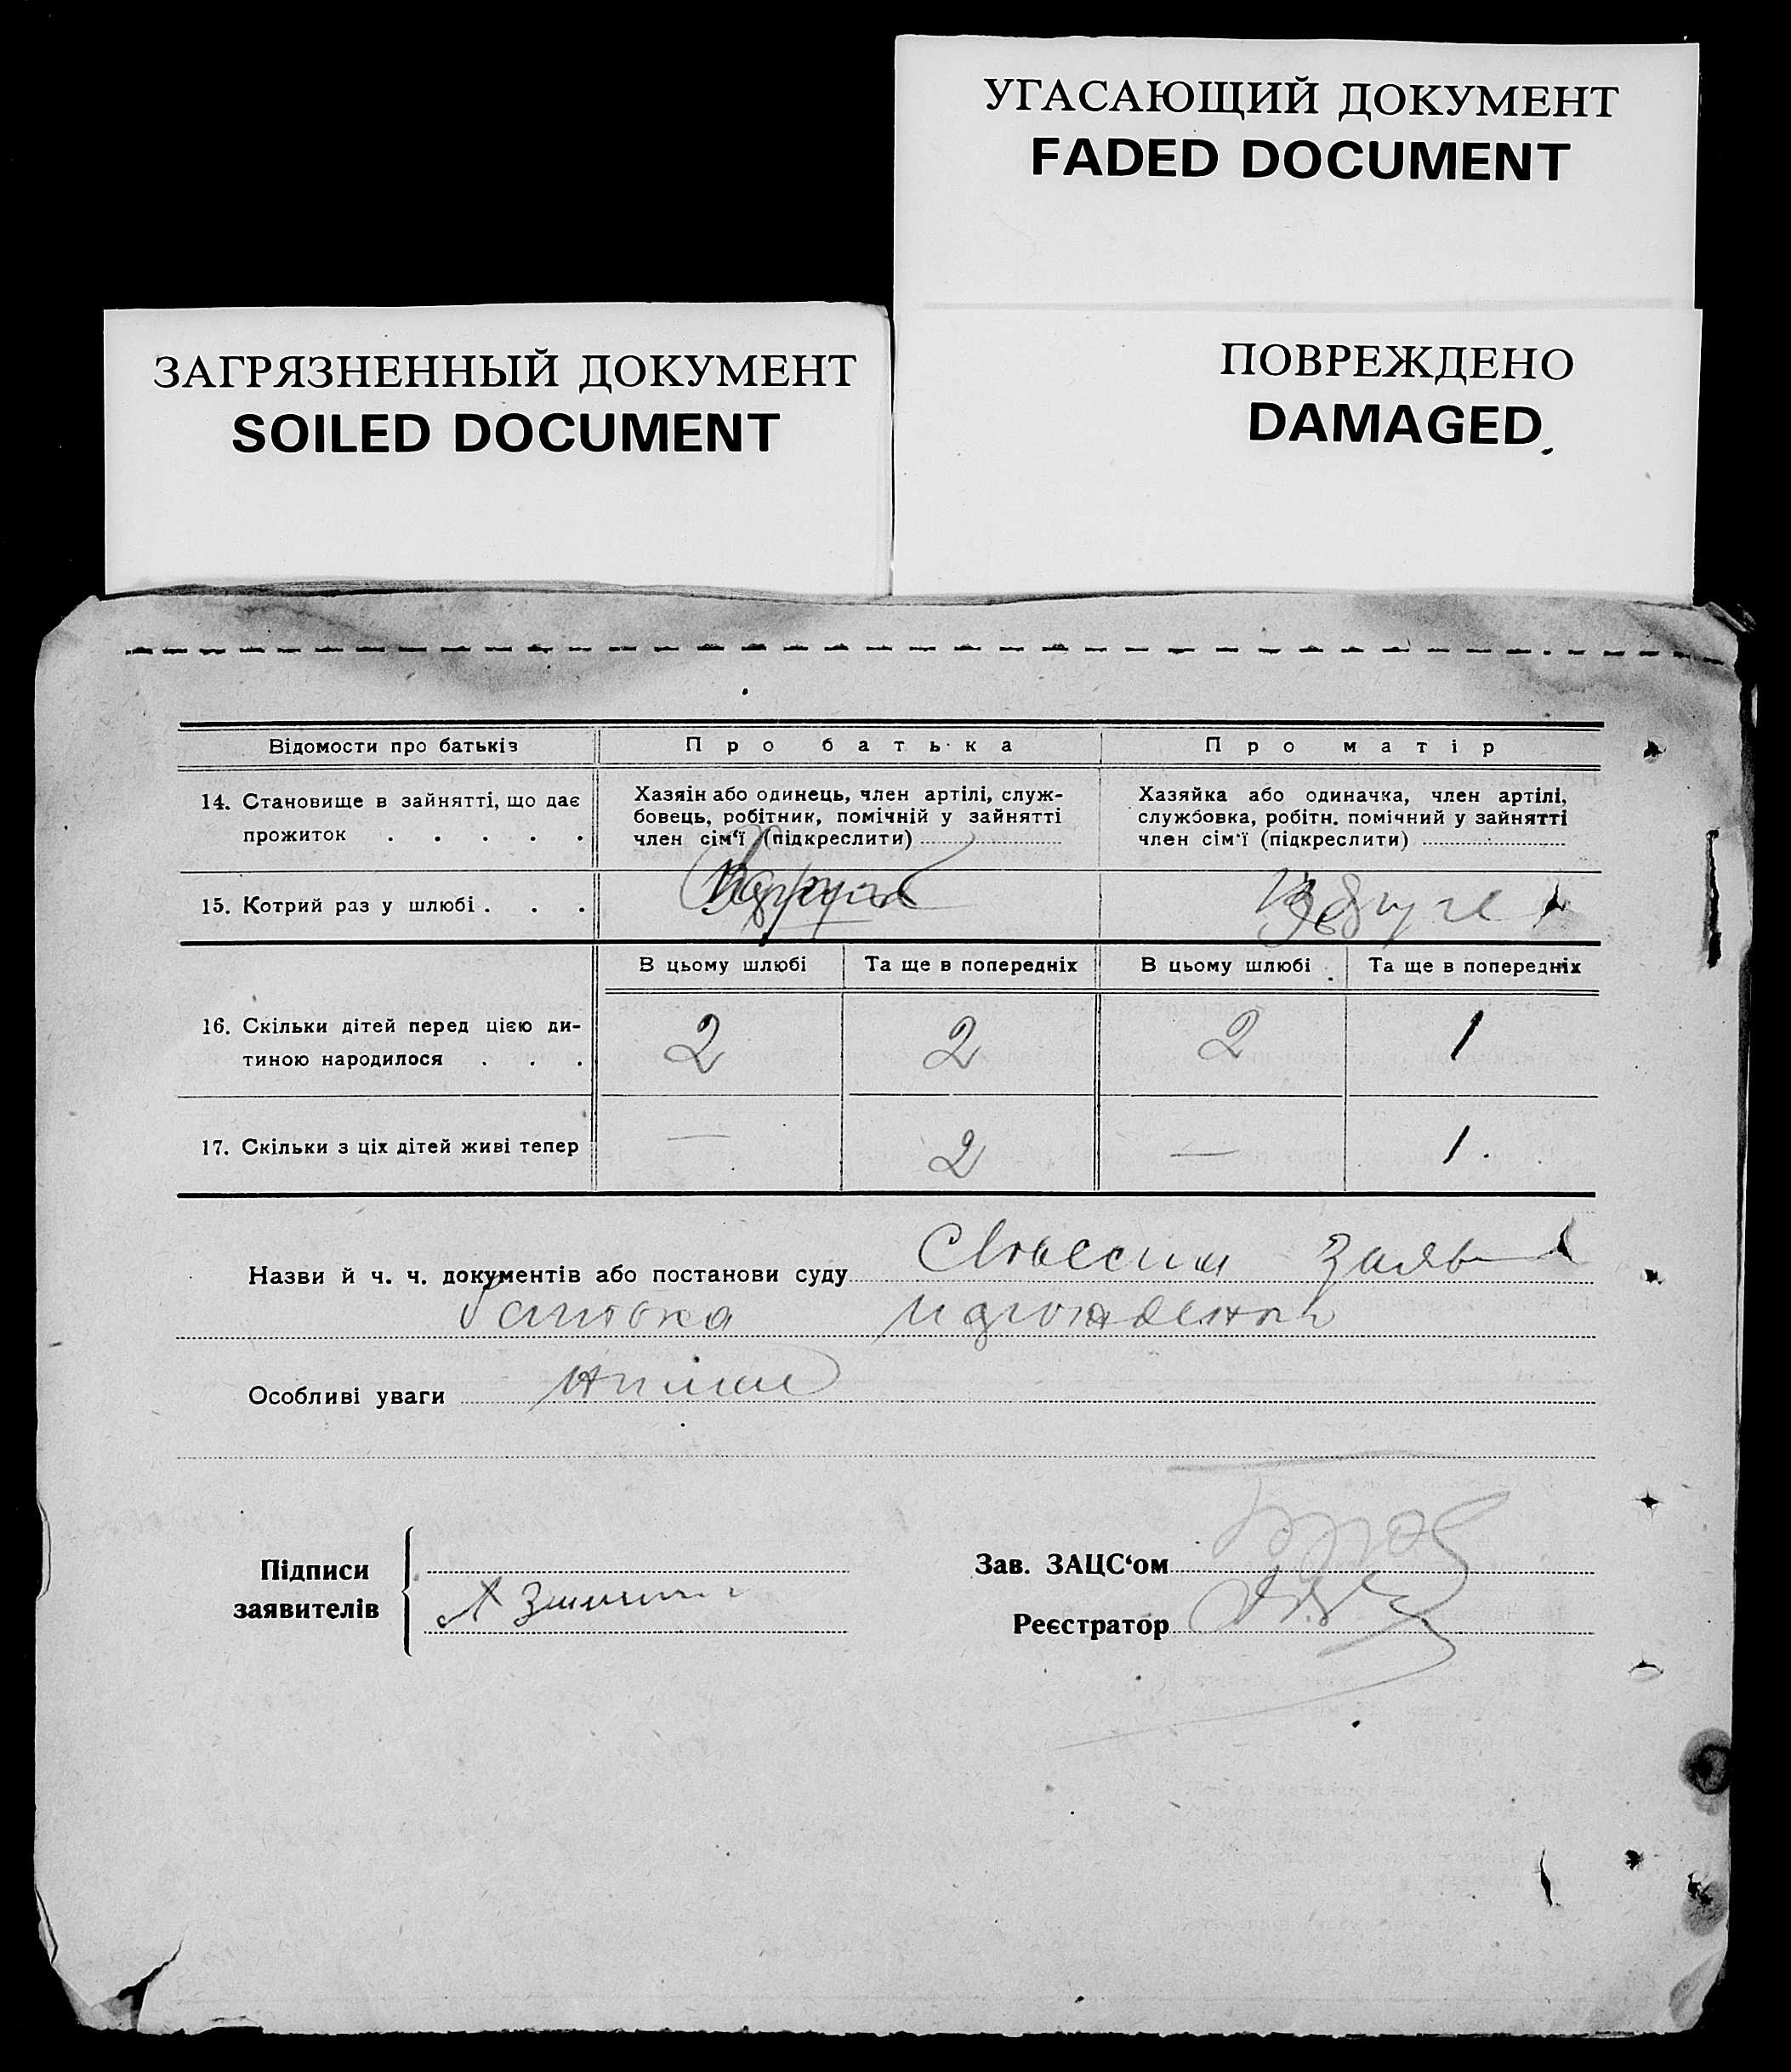 УГАСАЮЩИЙ ДОКУМЕНТ
FADED DOCUMENT
ЗАГРЯЗНЕННЫЙ ДОКУМЕНТ
SOILED DOCUMENT
ПОВРЕЖДЕНО
DAMAGED
Відомости про батьків
Про батька
Про матір
14. Становище в зайнятті, що дає
прожиток . . . . .
Хазяін або одинець, член артілі, служ-
бовець, робітник, помічній у зайнятті
член сім'ї (підкреслити)
Хазяйка або одиначка, член артілі,
службовка, робітн. помічний у зайнятті
член сім'ї (підкреслити)
15. Котрий раз у шлюбі . . .
Вдруге
В цьому шлюбі
Та ще в попередніх
В цьому шлюбі
Та ще в попередніх
16. Скільки дітей перед цією ди-
тиною народилося . . .
2
2
2
1
17. Скільки з ціх дітей живі тепер
—
2
—
1.
Назви й ч. ч. документів або постанови суду
Особливі уваги
Підписи
заявителів
Зав. ЗАЦС‘ом
Реєстратор